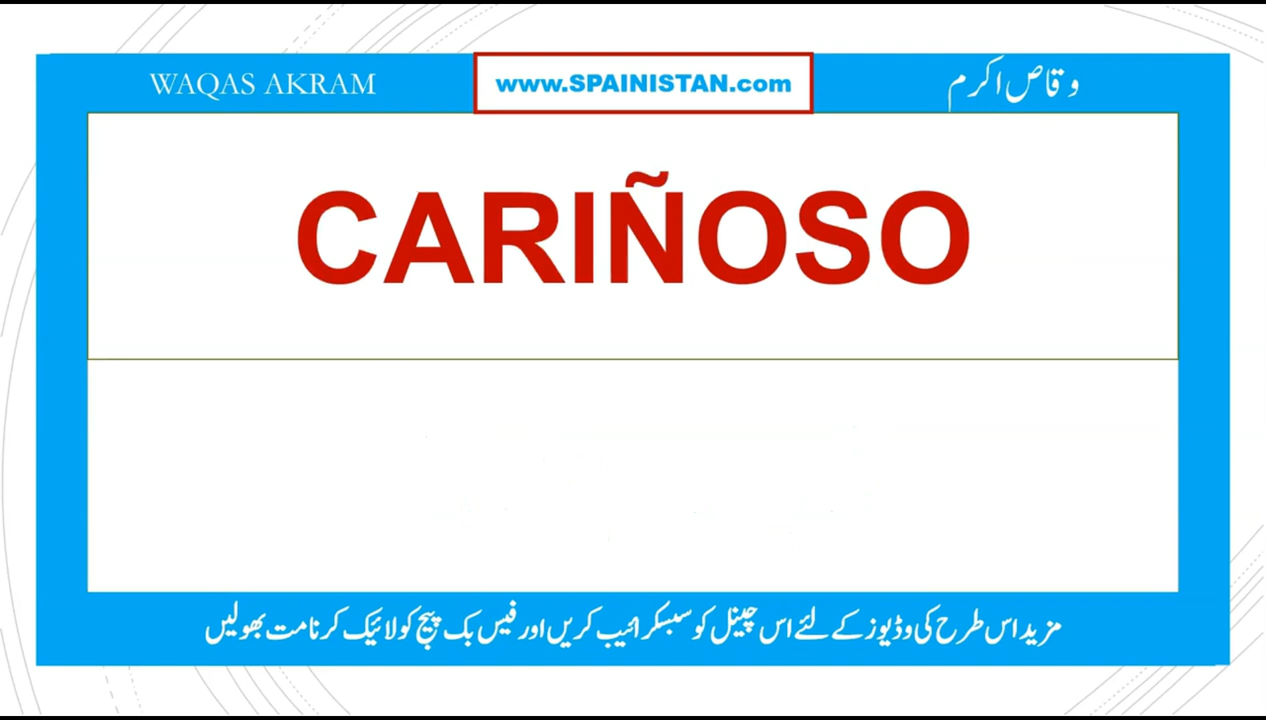 WAQAS AKRAM
www.SPAINISTAN.com
وقاص اکرم
CARIÑOSO
مزید اس طرح کی وڈیوز کے لئے اس چینل کو سبسکرائیب کریں اور فیس بک پیج کو لائیک کرنا مت بھولیں